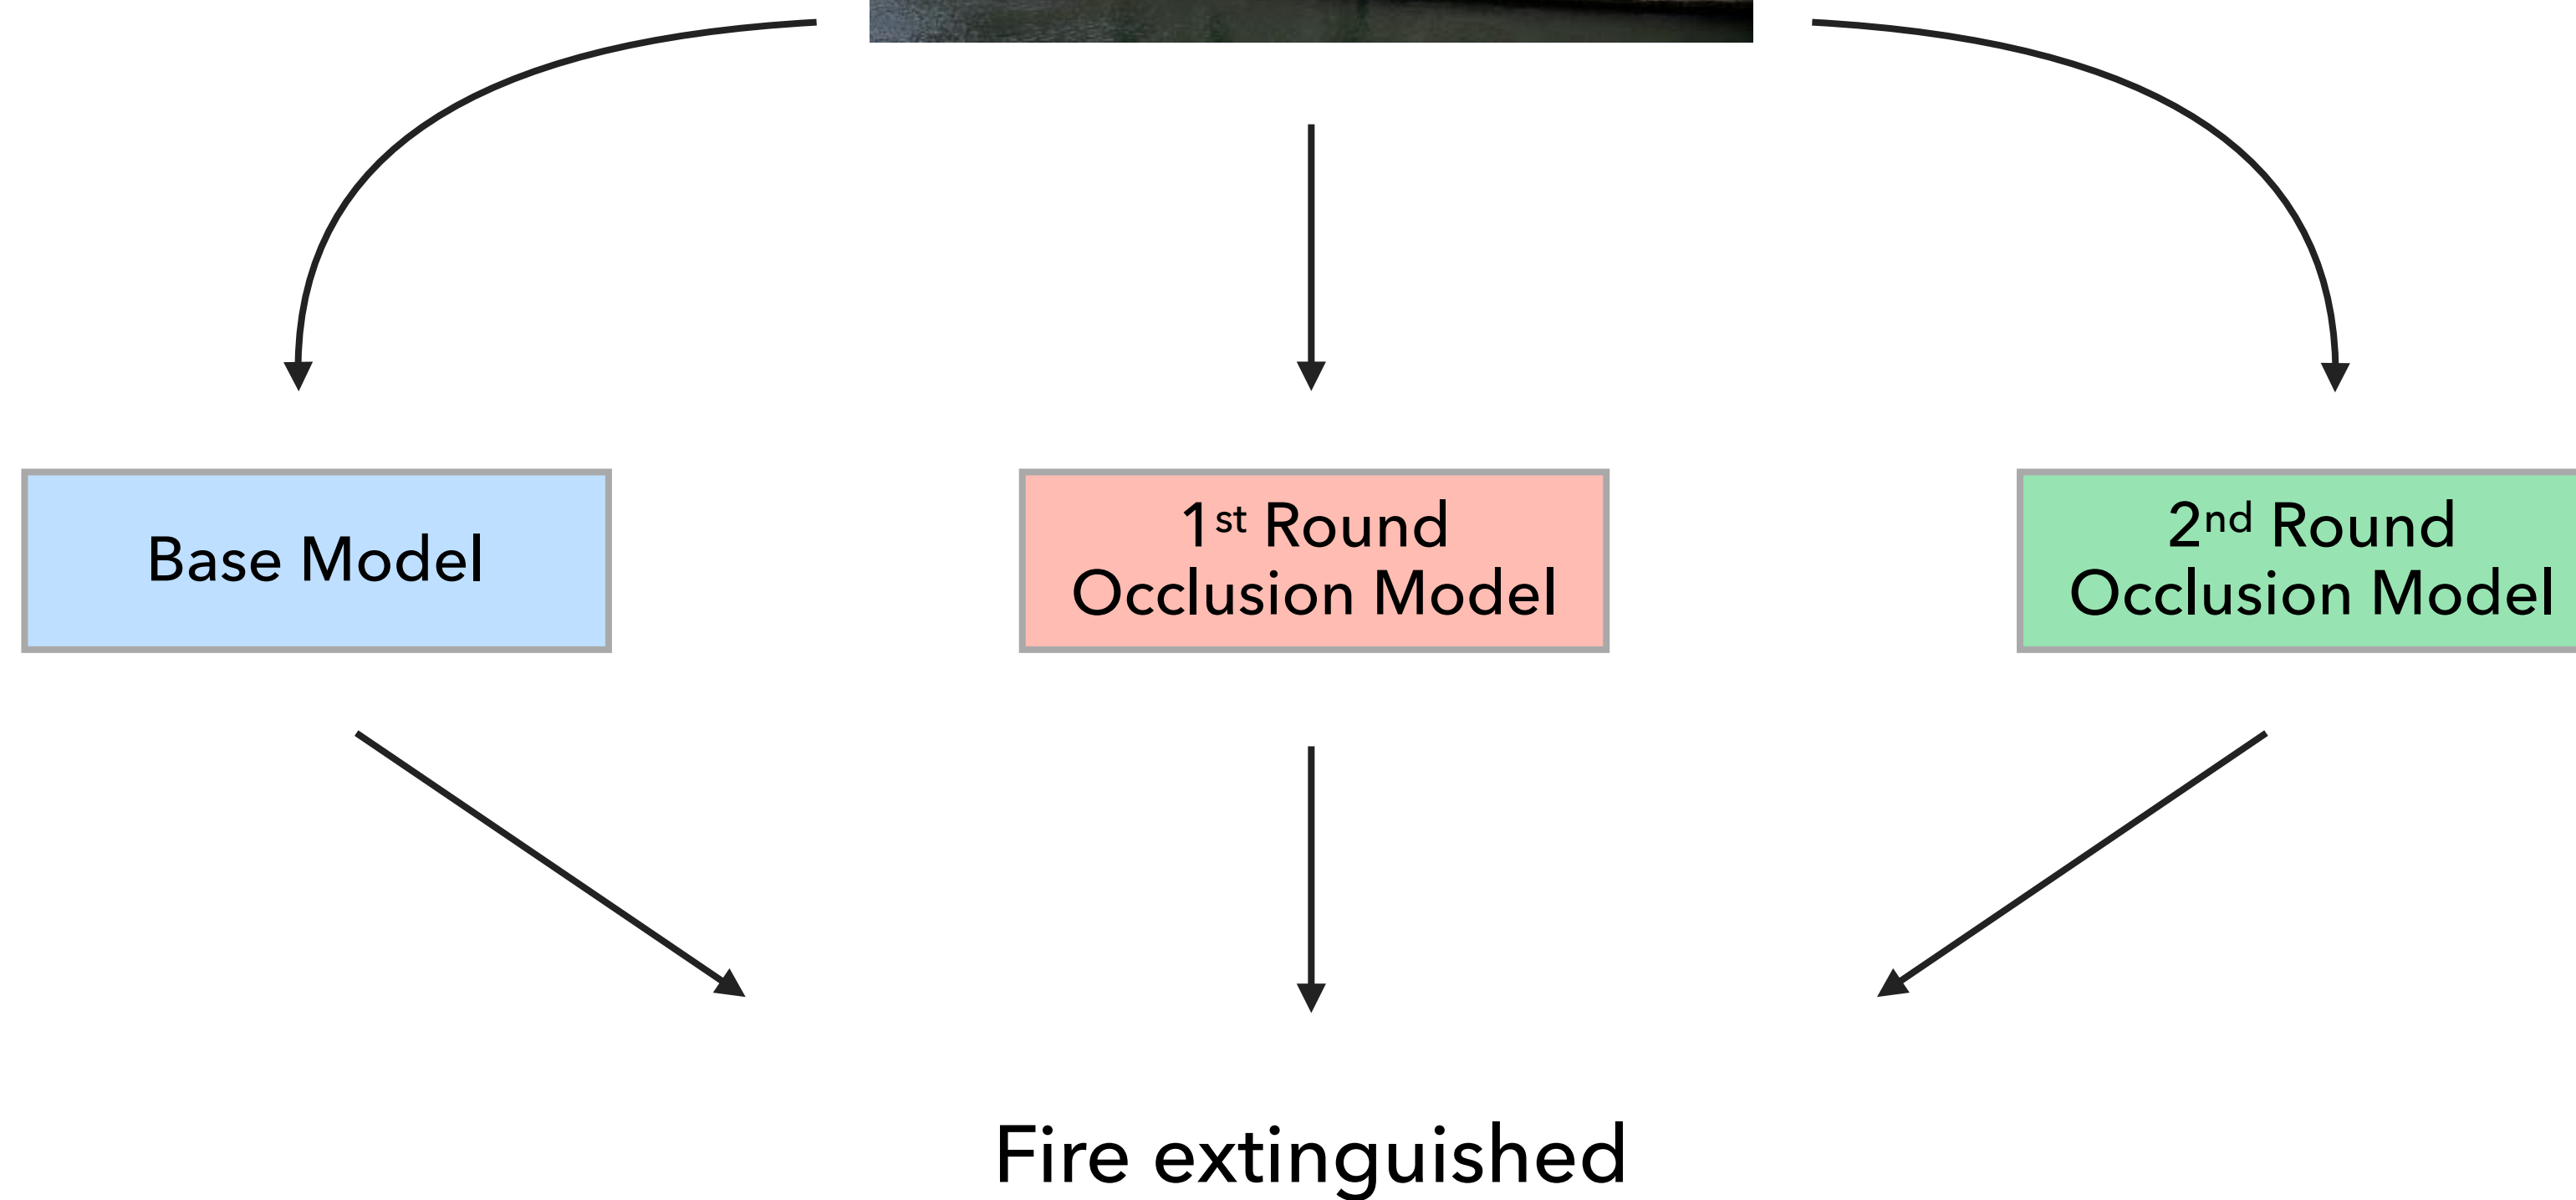 Base Model
1st Round
Occlusion Model
2nd Round
Occlusion Model
Fire extinguished